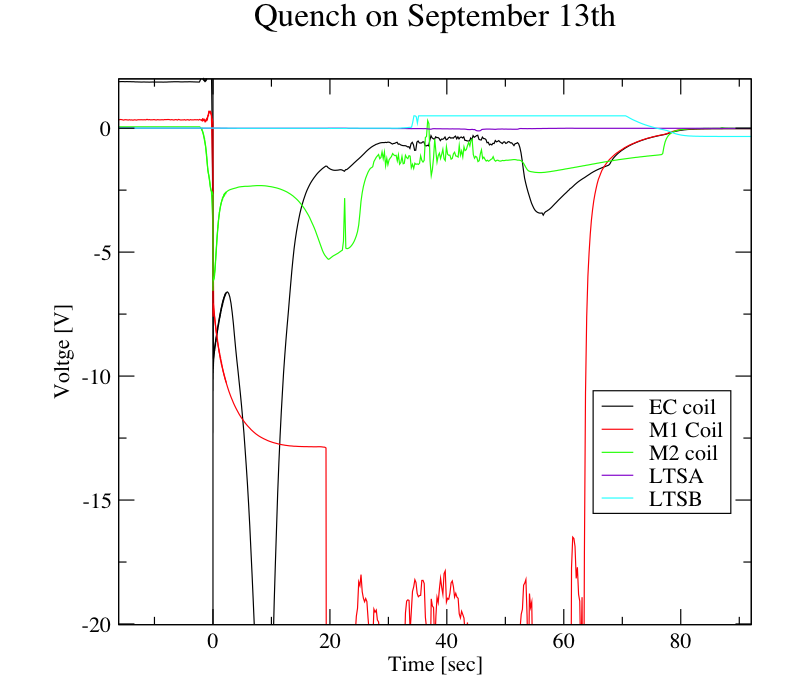 Quench on September 13th
0
-5
-10
-15
-20
Voltge [V]
0 20 40 60 80
Time [sec]
EC coil
M1 Coil
M2 coil
LTSA
LTSB